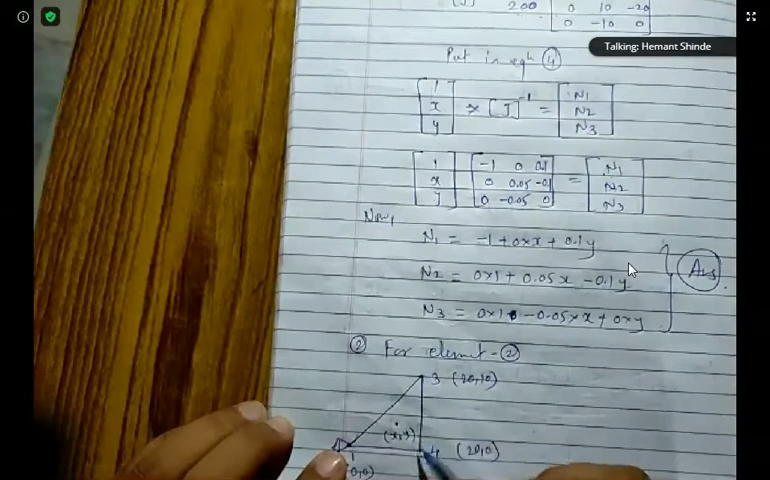 [J] 200 0 10 -20
0 -10 0
Talking: Hemant Shinde
Put in eqn ④
1
x × [J]⁻¹ = N1
y N2
N3
1 -1 0 0.1 N1
x 0 0.05 -0.1 = N2
y 0 -0.05 0 N3
Now,
N1 = -1 + 0×x + 0.1y
N2 = 0×1 + 0.05x - 0.1y
Ans.
N3 = 0×1 - 0.05×x + 0×y
② For element-②
3 (20,10)
(x,y)
1 4 (20,0)
(0,0)